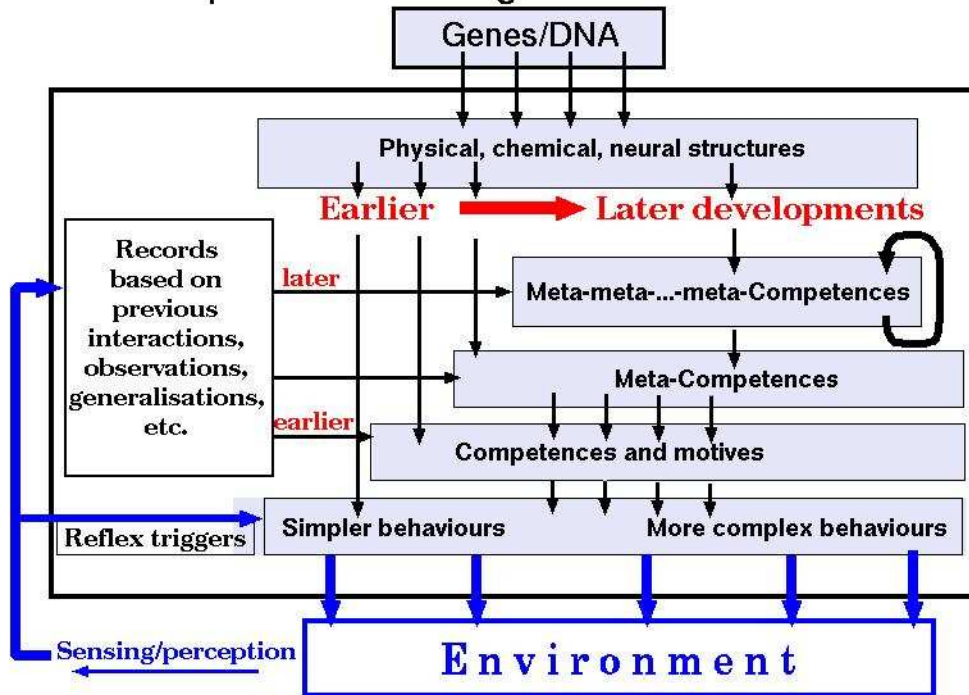 Genes/DNA
Physical, chemical, neural structures
Earlier
Later developments
Records
based on
previous
interactions,
observations,
generalisations,
etc.
later
Meta-meta-...-meta-Competences
Meta-Competences
earlier
Competences and motives
Reflex triggers
Simpler behaviours
More complex behaviours
Sensing/perception
Environment